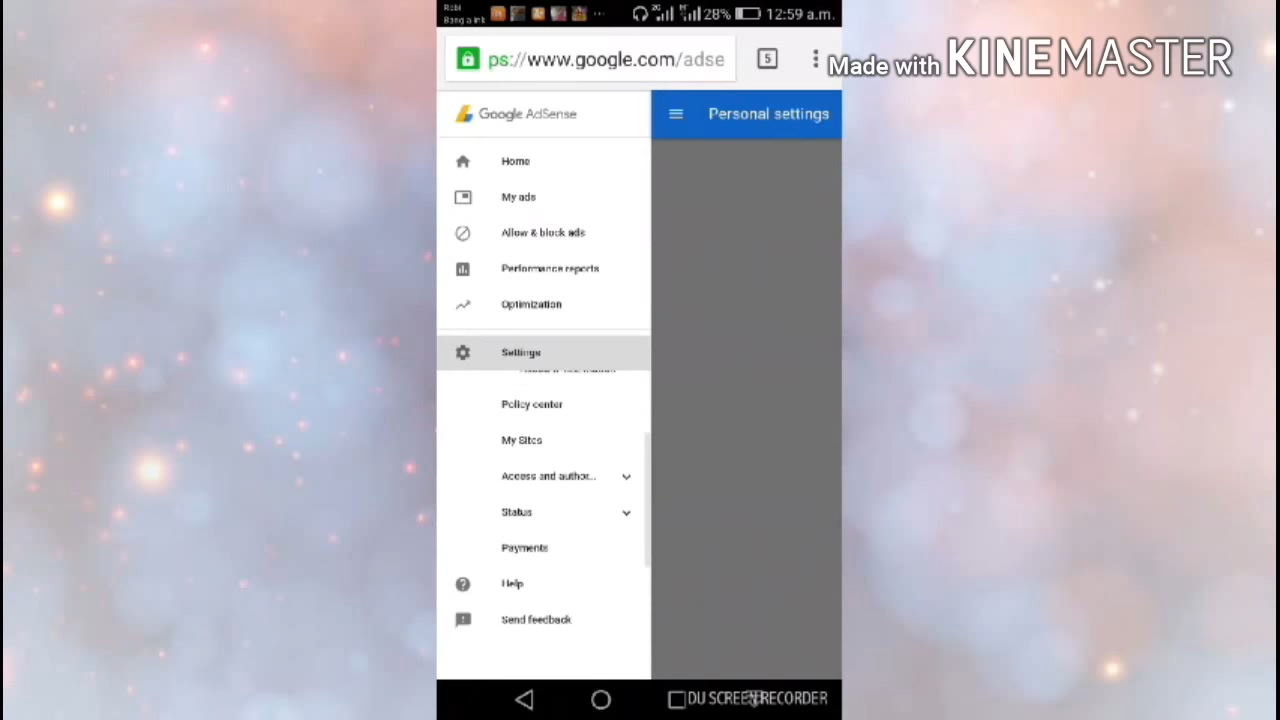 Robi
Banglalink
2G
H
28%
12:59 a.m.
ps://www.google.com/adse
5
Made with KINEMASTER
Google AdSense
Personal settings
Home
My ads
Allow & block ads
Performance reports
Optimization
Settings
Policy center
My Sites
Access and author...
Status
Payments
Help
Send feedback
DU SCREEN RECORDER